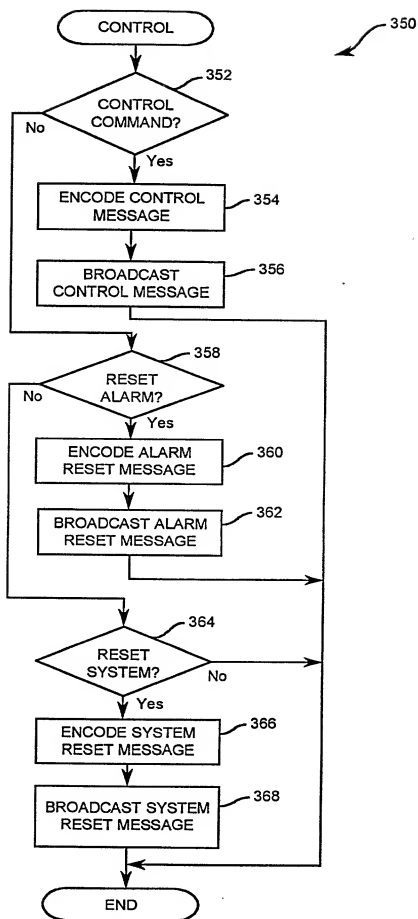 CONTROL
350
352
CONTROL
COMMAND?
No
Yes
ENCODE CONTROL
MESSAGE
354
BROADCAST
CONTROL MESSAGE
356
358
RESET
ALARM?
No
Yes
ENCODE ALARM
RESET MESSAGE
360
BROADCAST ALARM
RESET MESSAGE
362
364
RESET
SYSTEM?
No
Yes
ENCODE SYSTEM
RESET MESSAGE
366
BROADCAST SYSTEM
RESET MESSAGE
368
END